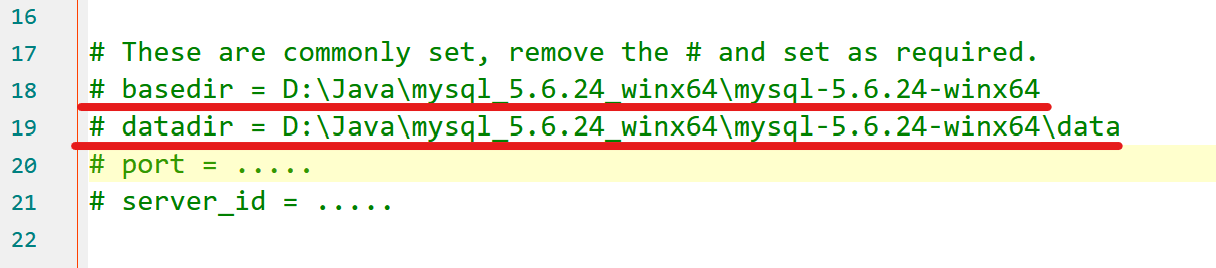 16
17 # These are commonly set, remove the # and set as required.
18 # basedir = D:\Java\mysql_5.6.24_winx64\mysql-5.6.24-winx64
19 # datadir = D:\Java\mysql_5.6.24_winx64\mysql-5.6.24-winx64\data
20 # port = .....
21 # server_id = .....
22